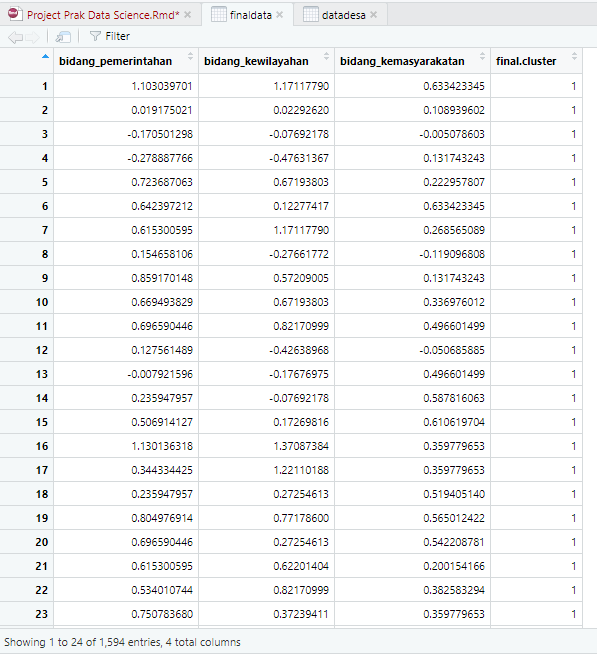 Project Prak Data Science.Rmd* × finaldata × datadesa ×
Filter
bidang_pemerintahan bidang_kewilayahan bidang_kemasyarakatan final.cluster
1 1.103039701 1.17117790 0.633423345 1
2 0.019175021 0.02292620 0.108939602 1
3 -0.170501298 -0.07692178 -0.005078603 1
4 -0.278887766 -0.47631367 0.131743243 1
5 0.723687063 0.67193803 0.222957807 1
6 0.642397212 0.12277417 0.633423345 1
7 0.615300595 1.17117790 0.268565089 1
8 0.154658106 -0.27661772 -0.119096808 1
9 0.859170148 0.57209005 0.131743243 1
10 0.669493829 0.67193803 0.336976012 1
11 0.696590446 0.82170999 0.496601499 1
12 0.127561489 -0.42638968 -0.050685885 1
13 -0.007921596 -0.17676975 0.496601499 1
14 0.235947957 -0.07692178 0.587816063 1
15 0.506914127 0.17269816 0.610619704 1
16 1.130136318 1.37087384 0.359779653 1
17 0.344334425 1.22110188 0.359779653 1
18 0.235947957 0.27254613 0.519405140 1
19 0.804976914 0.77178600 0.565012422 1
20 0.696590446 0.27254613 0.542208781 1
21 0.615300595 0.62201404 0.200154166 1
22 0.534010744 0.82170999 0.382583294 1
23 0.750783680 0.37239411 0.359779653 1
Showing 1 to 24 of 1,594 entries, 4 total columns